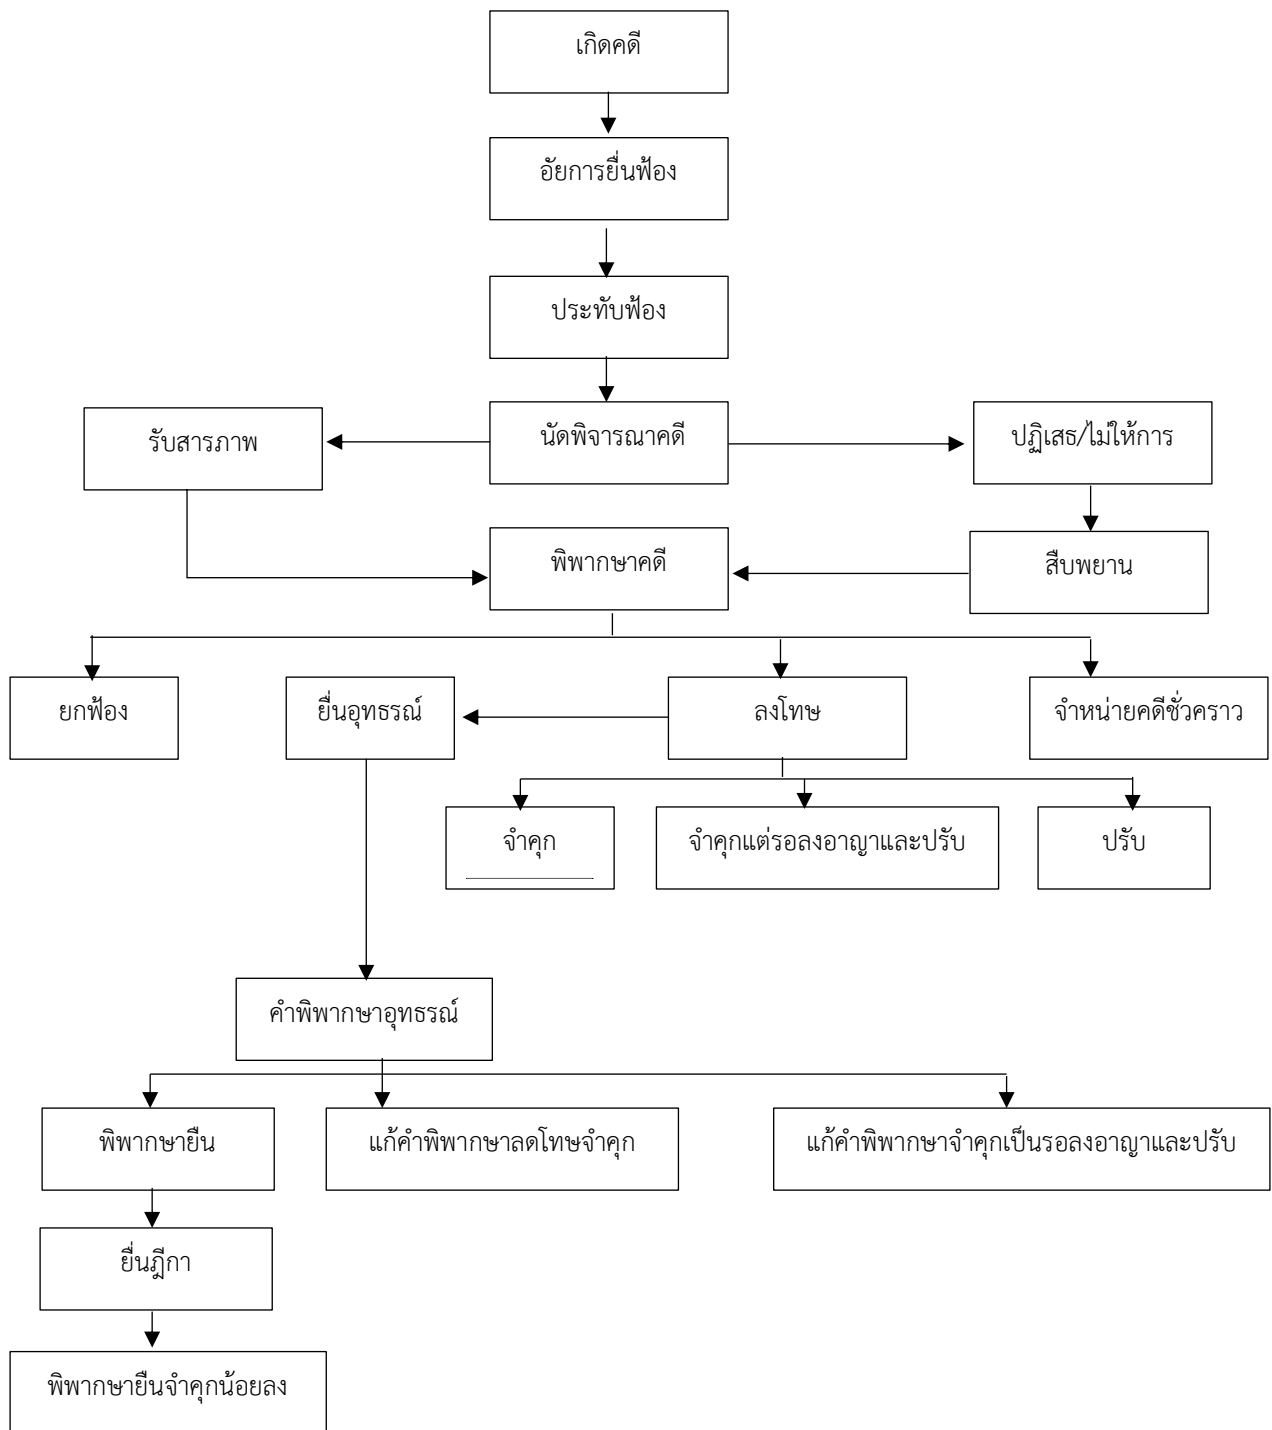 เกิดคดี
อัยการยื่นฟ้อง
ประทับฟ้อง
รับสารภาพ
นัดพิจารณาคดี
ปฏิเสธ/ไม่ให้การ
พิพากษาคดี
สืบพยาน
ยกฟ้อง
ยื่นอุทธรณ์
ลงโทษ
จำหน่ายคดีชั่วคราว
จำคุก
จำคุกแต่รอลงอาญาและปรับ
ปรับ
คำพิพากษาอุทธรณ์
พิพากษายืน
แก้คำพิพากษาลดโทษจำคุก
แก้คำพิพากษาจำคุกเป็นรอลงอาญาและปรับ
ยื่นฎีกา
พิพากษายืนจำคุกน้อยลง